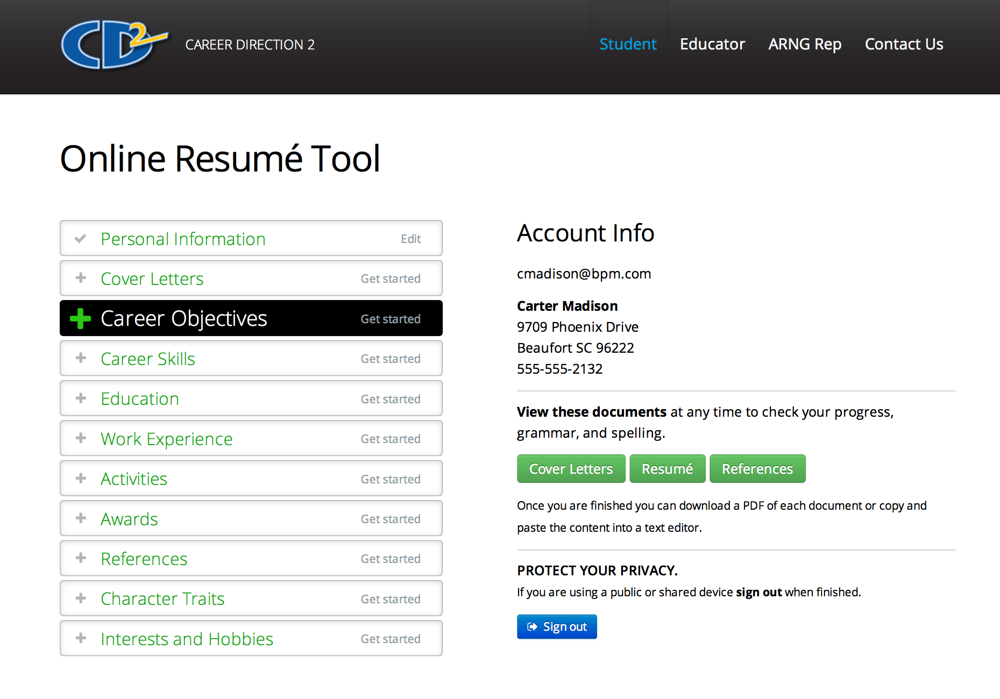 CD2
CAREER DIRECTION 2
Student
Educator
ARNG Rep
Contact Us
Online Resumé Tool
Personal Information Edit
Cover Letters Get started
Career Objectives Get started
Career Skills Get started
Education Get started
Work Experience Get started
Activities Get started
Awards Get started
References Get started
Character Traits Get started
Interests and Hobbies Get started
Account Info
cmadison@bpm.com
Carter Madison
9709 Phoenix Drive
Beaufort SC 96222
555-555-2132
View these documents at any time to check your progress,
grammar, and spelling.
Cover Letters
Resumé
References
Once you are finished you can download a PDF of each document or copy and
paste the content into a text editor.
PROTECT YOUR PRIVACY.
If you are using a public or shared device sign out when finished.
Sign out